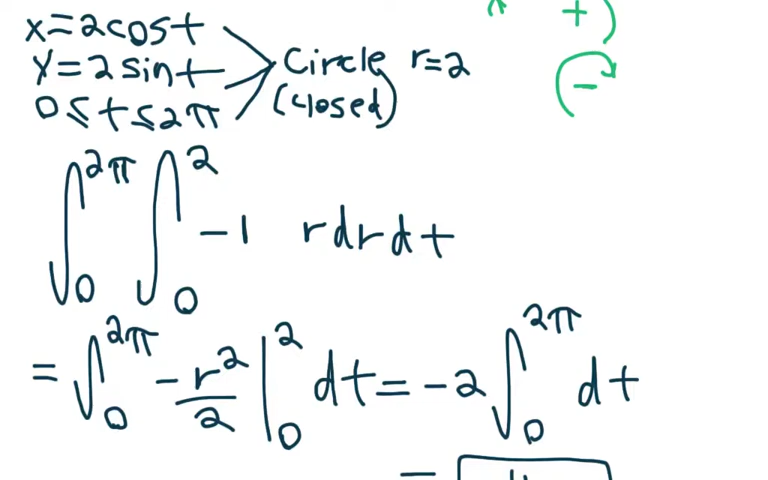 x=2cost
y=2sint
0≤t≤2π
Circle r=2
(closed)
+
-
∫₀^2π ∫₀^2 -1 rdrdt
= ∫₀^2π -r²/2 |₀^2 dt = -2 ∫₀^2π dt
=